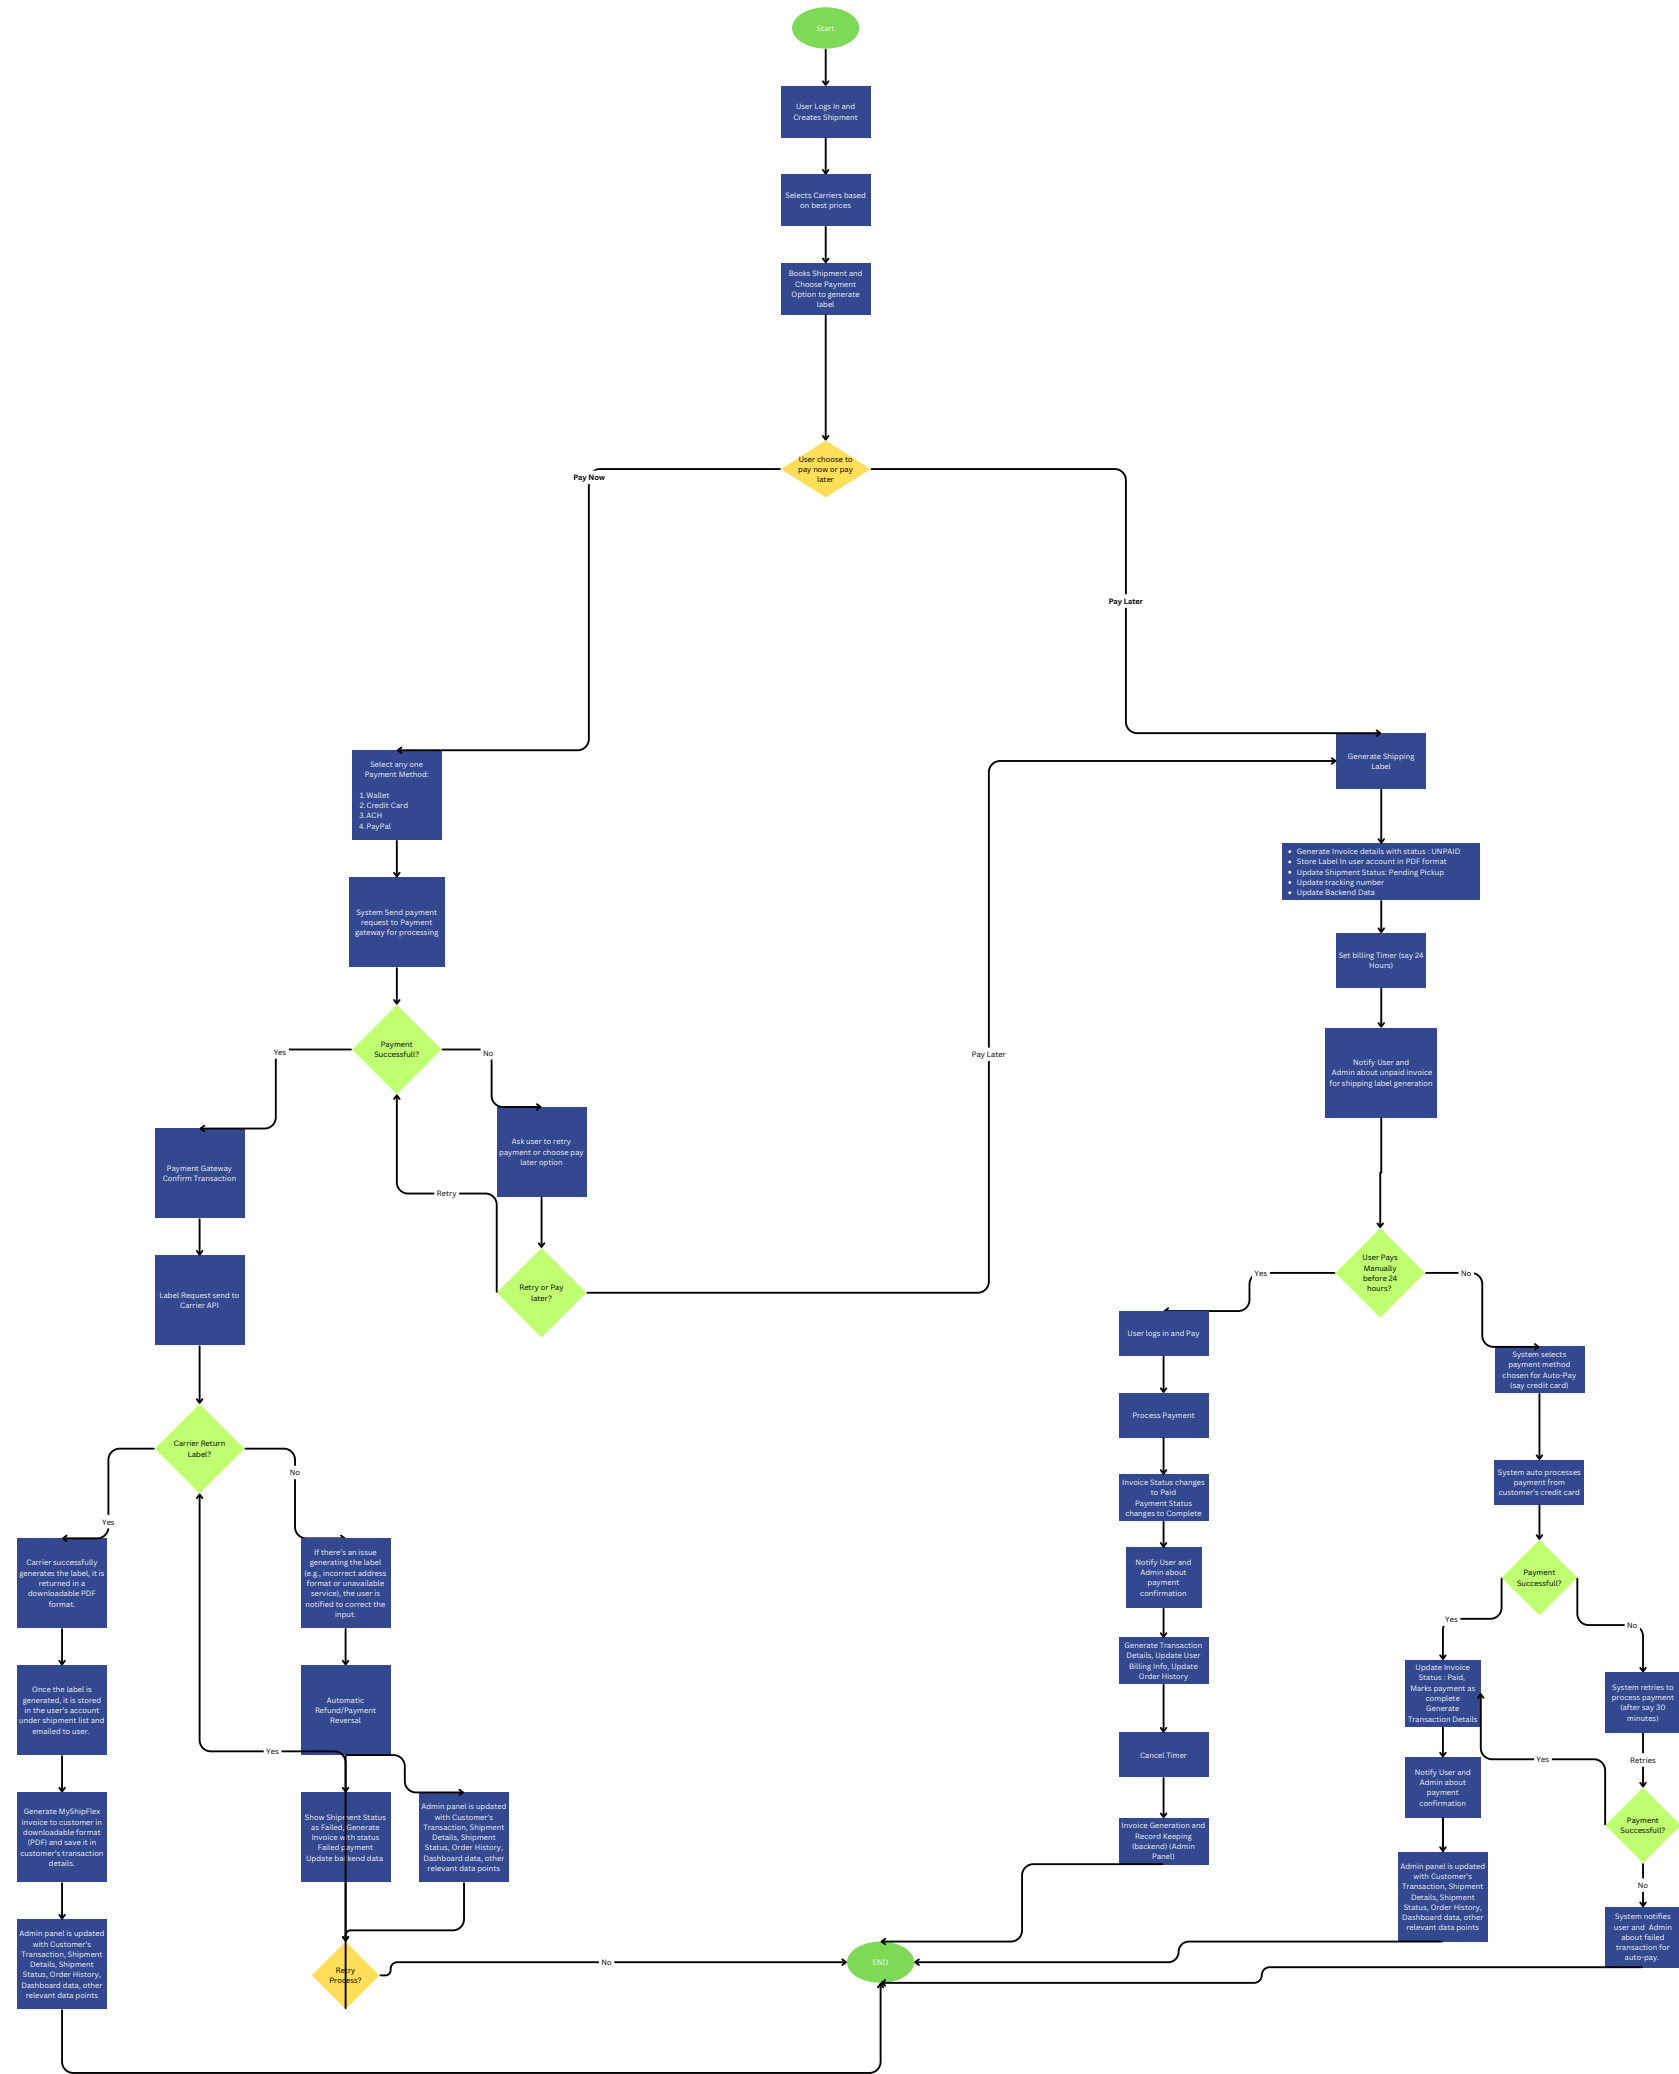 Start
User Logs In and
Creates Shipment
Selects Carriers based
on best prices
Books Shipment and
Choose Payment
Option to generate
label
User choose to
pay now or pay
later
Pay Now
Pay Later
Select any one
Payment Method:
1. Wallet
2. Credit Card
3. ACH
4. PayPal
System Send payment
request to Payment
gateway for processing
Payment
Successfull?
Yes
No
Payment Gateway
Confirm Transaction
Ask user to retry
payment or choose pay
later option
Retry
Retry or Pay
later?
Pay Later
Label Request send to
Carrier API
Carrier Return
Label?
Yes
No
Carrier successfully
generates the label, it is
returned in a
downloadable PDF
format.
Once the label is
generated, it is stored
in the user's account
under shipment list and
emailed to user.
Generate MyShipFlex
invoice to customer in
downloadable format
(PDF) and save it in
customer's transaction
details.
Admin panel is updated
with Customer's
Transaction, Shipment
Details, Shipment
Status, Order History,
Dashboard data, other
relevant data points
If there's an issue
generating the label
(e.g., incorrect address
format or unavailable
service), the user is
notified to correct the
input.
Automatic
Refund/Payment
Reversal
Yes
Show Shipment Status
as Failed, Generate
Invoice with status
Failed payment
Update backend data
Admin panel is updated
with Customer's
Transaction, Shipment
Details, Shipment
Status, Order History,
Dashboard data, other
relevant data points
Retry
Process?
No
END
Generate Shipping
Label
• Generate Invoice details with status : UNPAID
• Store Label In user account in PDF format
• Update Shipment Status: Pending Pickup
• Update tracking number
• Update Backend Data
Set billing Timer (say 24
Hours)
Notify User and
Admin about unpaid invoice
for shipping label generation
User Pays
Manually
before 24
hours?
Yes
No
User logs in and Pay
Process Payment
Invoice Status changes
to Paid
Payment Status
changes to Complete
Notify User and
Admin about
payment
confirmation
Generate Transaction
Details, Update User
Billing Info, Update
Order History
Cancel Timer
Invoice Generation and
Record Keeping
(backend) (Admin
Panel)
System selects
payment method
chosen for Auto-Pay
(say credit card)
System auto processes
payment from
customer's credit card
Payment
Successfull?
Yes
No
Update Invoice
Status : Paid,
Marks payment as
complete
Generate
Transaction Details
Notify User and
Admin about
payment
confirmation
Admin panel is updated
with Customer's
Transaction, Shipment
Details, Shipment
Status, Order History,
Dashboard data, other
relevant data points
System retries to
process payment
(after say 30
minutes)
Retries
Yes
Payment
Successfull?
No
System notifies
user and Admin
about failed
transaction for
auto-pay.